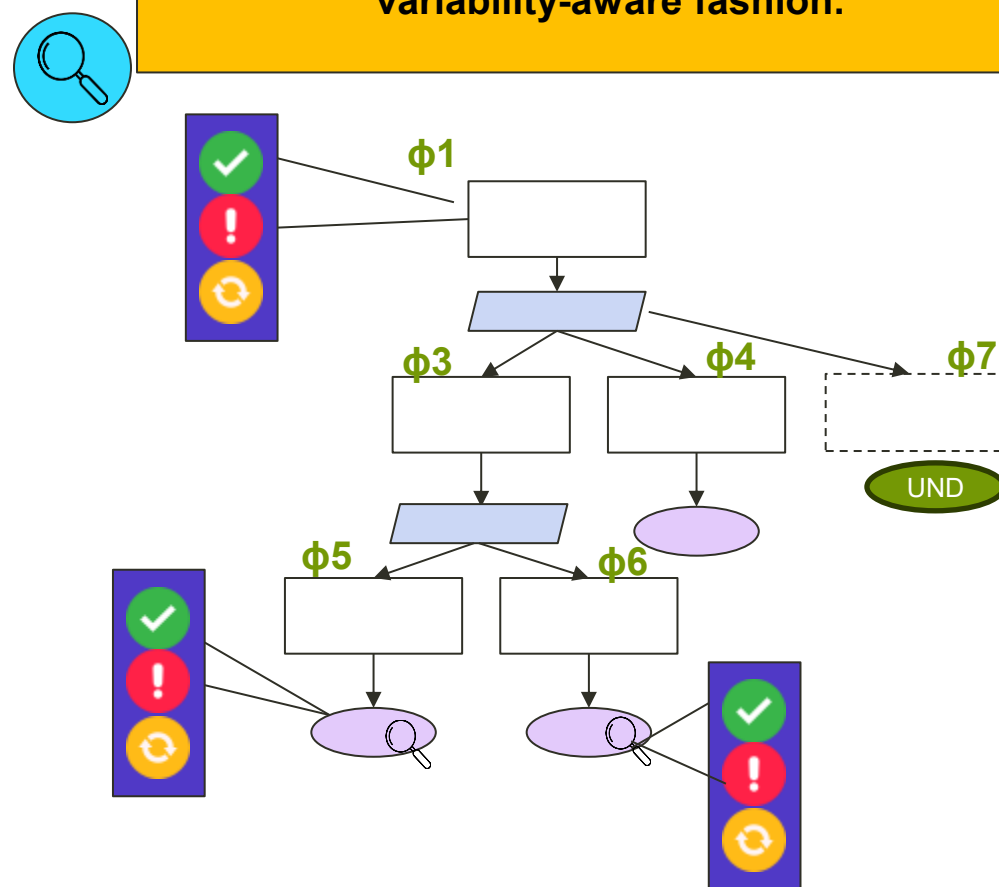 variability-aware fashion.
ϕ1
ϕ3
ϕ4
ϕ7
UND
ϕ5
ϕ6